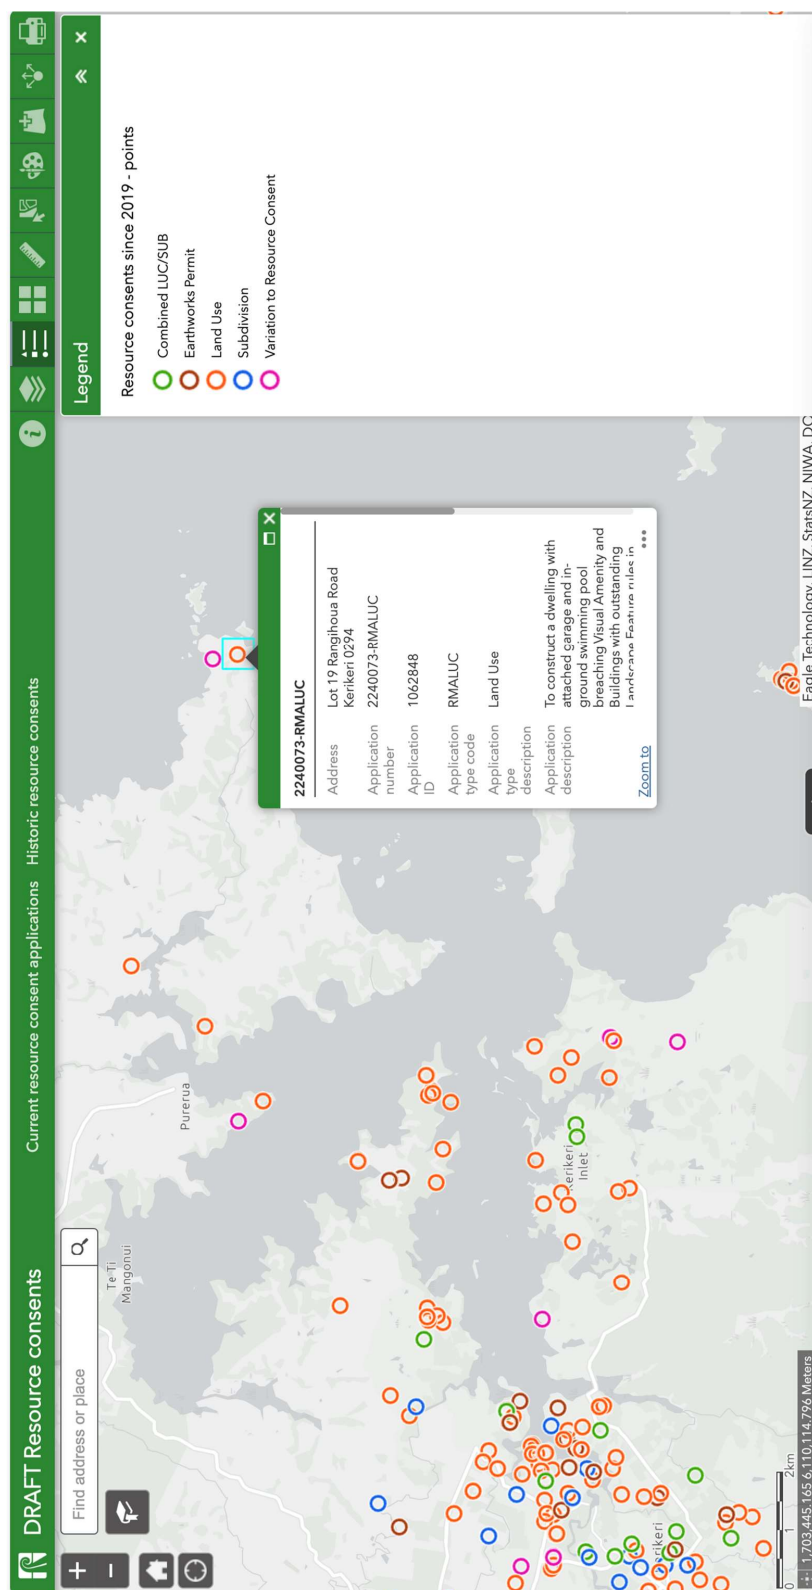 DRAFT Resource consents
Current resource consent applications
Historic resource consents
Find address or place
Legend
Resource consents since 2019 - points
Combined LUC/SUB
Earthworks Permit
Land Use
Subdivision
Variation to Resource Consent
Te Ti
Mangonui
Purerua
Kerikeri
Inlet
2240073-RMALUC
Address
Lot 19 Rangihoua Road
Kerikeri 0294
Application
number
2240073-RMALUC
Application
ID
1062848
Application
type code
RMALUC
Application
type
description
Land Use
Application
description
To construct a dwelling with
attached garage and in-
ground swimming pool
breaching Visual Amenity and
Buildings with outstanding
Landscape Feature rules in
Zoom to
0 1 2km
1,703,445.165 6,110,114.796 Meters
Eagle Technology, LINZ, StatsNZ, NIWA, DO